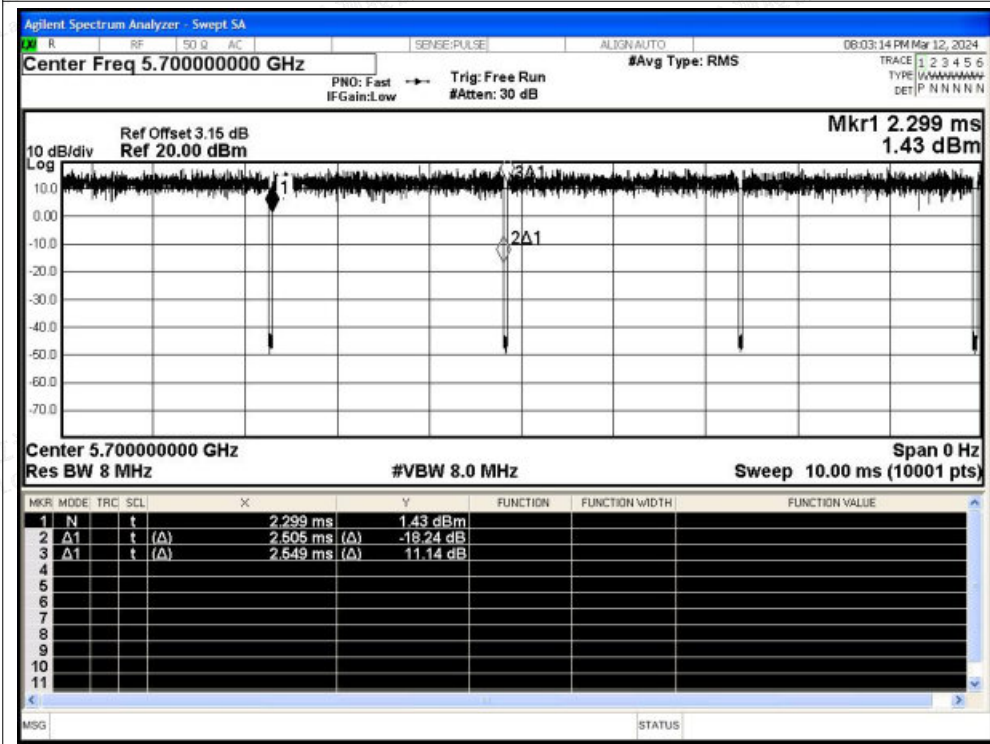 Agilent Spectrum Analyzer - Swept SA
LXI R RF 50 Ω AC SENSE:PULSE ALIGN AUTO 08:03:14 PM Mar 12, 2024
Center Freq 5.700000000 GHz #Avg Type: RMS TRACE 1 2 3 4 5 6
PNO: Fast Trig: Free Run TYPE
IFGain:Low #Atten: 30 dB DET P N N N N N
Mkr1 2.299 ms
Ref Offset 3.15 dB
10 dB/div Ref 20.00 dBm 1.43 dBm
Log
3Δ1
10.0 1
0.00
2Δ1
-10.0
-20.0
-30.0
-40.0
-50.0
-60.0
-70.0
Center 5.700000000 GHz Span 0 Hz
Res BW 8 MHz #VBW 8.0 MHz Sweep 10.00 ms (10001 pts)
MKR MODE TRC SCL X Y FUNCTION FUNCTION WIDTH FUNCTION VALUE
1 N t 2.299 ms 1.43 dBm
2 Δ1 t (Δ) 2.505 ms (Δ) -18.24 dB
3 Δ1 t (Δ) 2.549 ms (Δ) 11.14 dB
4
5
6
7
8
9
10
11
MSG STATUS